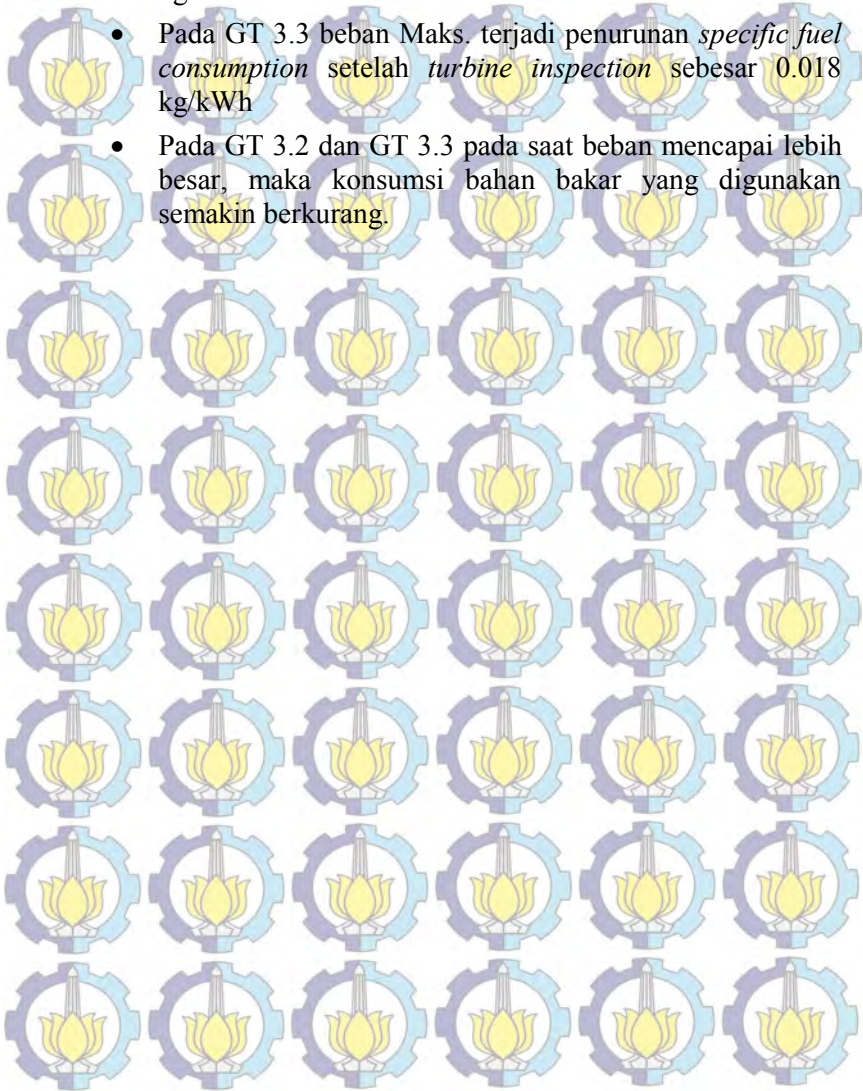 • Pada GT 3.3 beban Maks. terjadi penurunan specific fuel
consumption setelah turbine inspection sebesar 0.018
kg/kWh
• Pada GT 3.2 dan GT 3.3 pada saat beban mencapai lebih
besar, maka konsumsi bahan bakar yang digunakan
semakin berkurang.